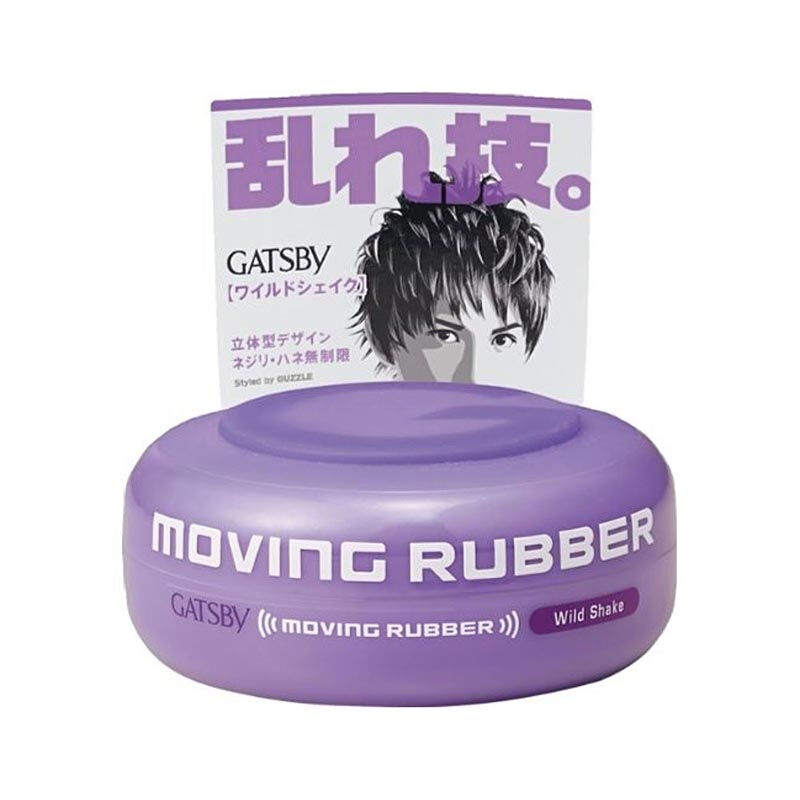 乱れ技。
GATSBY
【ワイルドシェイク】
立体型デザイン
ネジリ・ハネ無制限
Styled by GUZZLE
MOVING RUBBER
GATSBY ((( MOVING RUBBER ))) Wild Shake